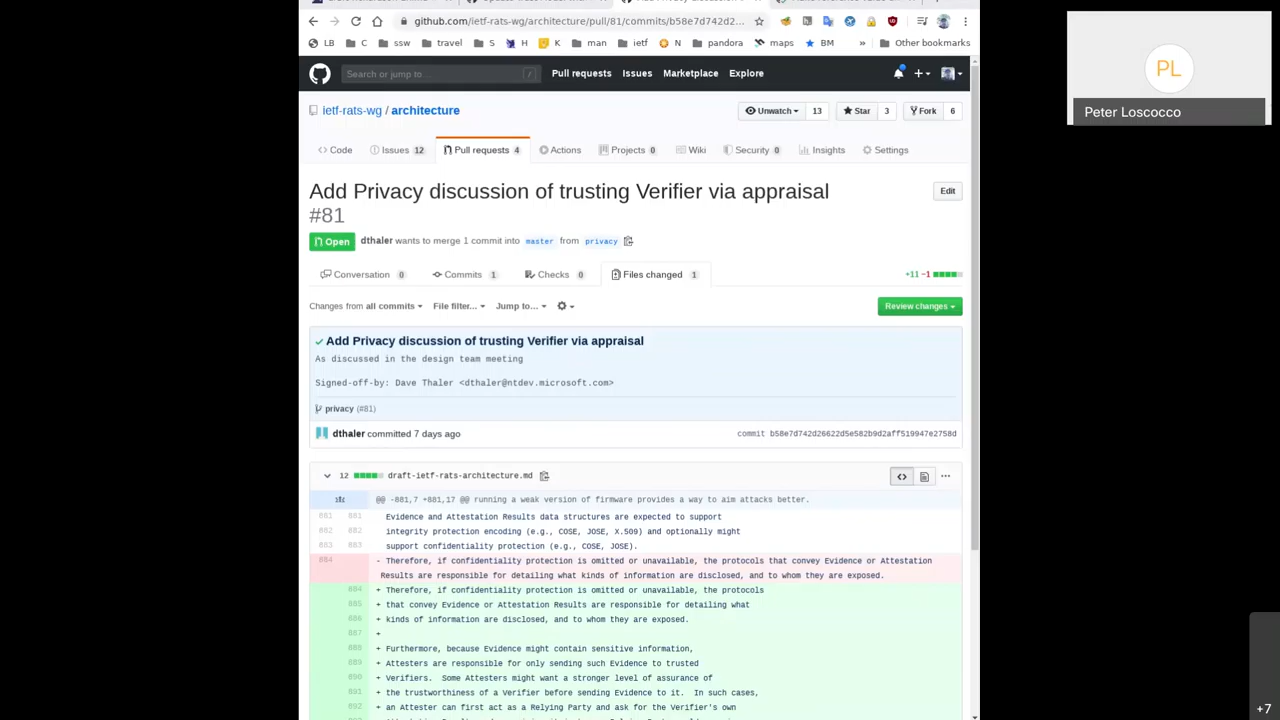 github.com/ietf-rats-wg/architecture/pull/81/commits/b58e7d742d2...
LB C ssw travel S H Y K man ietf N pandora maps BM » Other bookmarks
Search or jump to... / Pull requests Issues Marketplace Explore
ietf-rats-wg / architecture Unwatch 13 Star 3 Fork 6
Code Issues 12 Pull requests 4 Actions Projects 0 Wiki Security 0 Insights Settings
Add Privacy discussion of trusting Verifier via appraisal Edit
#81
Open dthaler wants to merge 1 commit into master from privacy
Conversation 0 Commits 1 Checks 0 Files changed 1 +11 −1
Changes from all commits File filter... Jump to... Review changes
Add Privacy discussion of trusting Verifier via appraisal
As discussed in the design team meeting
Signed-off-by: Dave Thaler <dthaler@ntdev.microsoft.com>
privacy (#81)
dthaler committed 7 days ago commit b58e7d742d26622d5e582b9d2aff519947e2758d
12 draft-ietf-rats-architecture.md
@@ -881,7 +881,17 @@ running a weak version of firmware provides a way to aim attacks better.
881 881 Evidence and Attestation Results data structures are expected to support
882 882 integrity protection encoding (e.g., COSE, JOSE, X.509) and optionally might
883 883 support confidentiality protection (e.g., COSE, JOSE).
884 - Therefore, if confidentiality protection is omitted or unavailable, the protocols that convey Evidence or Attestation
Results are responsible for detailing what kinds of information are disclosed, and to whom they are exposed.
884 + Therefore, if confidentiality protection is omitted or unavailable, the protocols
885 + that convey Evidence or Attestation Results are responsible for detailing what
886 + kinds of information are disclosed, and to whom they are exposed.
887 +
888 + Furthermore, because Evidence might contain sensitive information,
889 + Attesters are responsible for only sending such Evidence to trusted
890 + Verifiers. Some Attesters might want a stronger level of assurance of
891 + the trustworthiness of a Verifier before sending Evidence to it. In such cases,
892 + an Attester can first act as a Relying Party and ask for the Verifier's own
PL
Peter Loscocco
+7